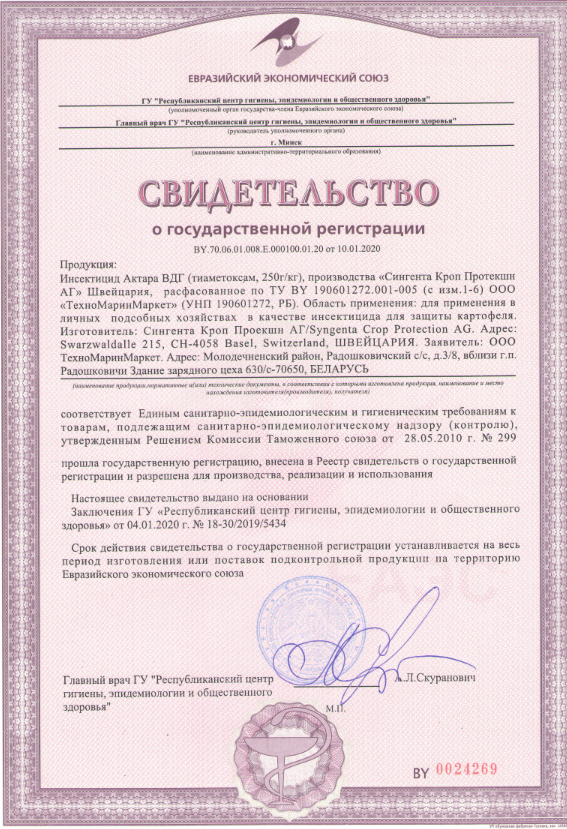 ЕВРАЗИЙСКИЙ ЭКОНОМИЧЕСКИЙ СОЮЗ
ГУ "Республиканский центр гигиены, эпидемиологии и общественного здоровья"
(уполномоченный орган государства-члена Евразийского экономического союза)
Главный врач ГУ "Республиканский центр гигиены, эпидемиологии и общественного здоровья"
(руководитель уполномоченного органа)
г. Минск
(наименование административно-территориального образования)
СВИДЕТЕЛЬСТВО
о государственной регистрации
BY.70.06.01.008.Е.000100.01.20 от 10.01.2020
Продукция:
Инсектицид Актара ВДГ (тиаметоксам, 250г/кг), производства «Сингента Кроп Протекшн
АГ» Швейцария, расфасованное по ТУ BY 190601272.001-005 (с изм.1-6) ООО
«ТехноМаринМаркет» (УНП 190601272, РБ). Область применения: для применения в
личных подсобных хозяйствах в качестве инсектицида для защиты картофеля.
Изготовитель: Сингента Кроп Проекшн АГ/Syngenta Crop Protection AG. Адрес:
Swarzwaldalle 215, CH-4058 Basel, Switzerland, ШВЕЙЦАРИЯ. Заявитель: ООО
ТехноМаринМаркет. Адрес: Молодечненский район, Радошковичский с/с, д.3/8, вблизи г.п.
Радошковичи Здание зарядного цеха 630/с-70650, БЕЛАРУСЬ
(наименование продукции,нормативные и(или) технические документы, в соответствии с которыми изготовлена продукция, наименование и место
нахождения изготовителя(производителя), получателя)
соответствует Единым санитарно-эпидемиологическим и гигиеническим требованиям к
товарам, подлежащим санитарно-эпидемиологическому надзору (контролю),
утвержденным Решением Комиссии Таможенного союза от 28.05.2010 г. № 299
прошла государственную регистрацию, внесена в Реестр свидетельств о государственной
регистрации и разрешена для производства, реализации и использования
Настоящее свидетельство выдано на основании
Заключения ГУ «Республиканский центр гигиены, эпидемиологии и общественного
здоровья» от 04.01.2020 г. № 18-30/2019/5434
Срок действия свидетельства о государственной регистрации устанавливается на весь
период изготовления или поставок подконтрольной продукции на территорию
Евразийского экономического союза
Главный врач ГУ "Республиканский центр
гигиены, эпидемиологии и общественного
здоровья"
А.Л.Скуранович
М.П.
BY 0024269